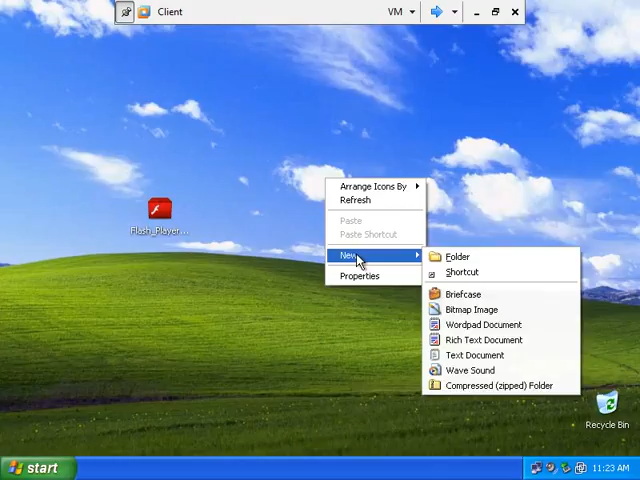 Client
VM
Flash_Player...
Arrange Icons By
Refresh
Paste
Paste Shortcut
New
Properties
Folder
Shortcut
Briefcase
Bitmap Image
Wordpad Document
Rich Text Document
Text Document
Wave Sound
Compressed (zipped) Folder
Recycle Bin
start
11:23 AM